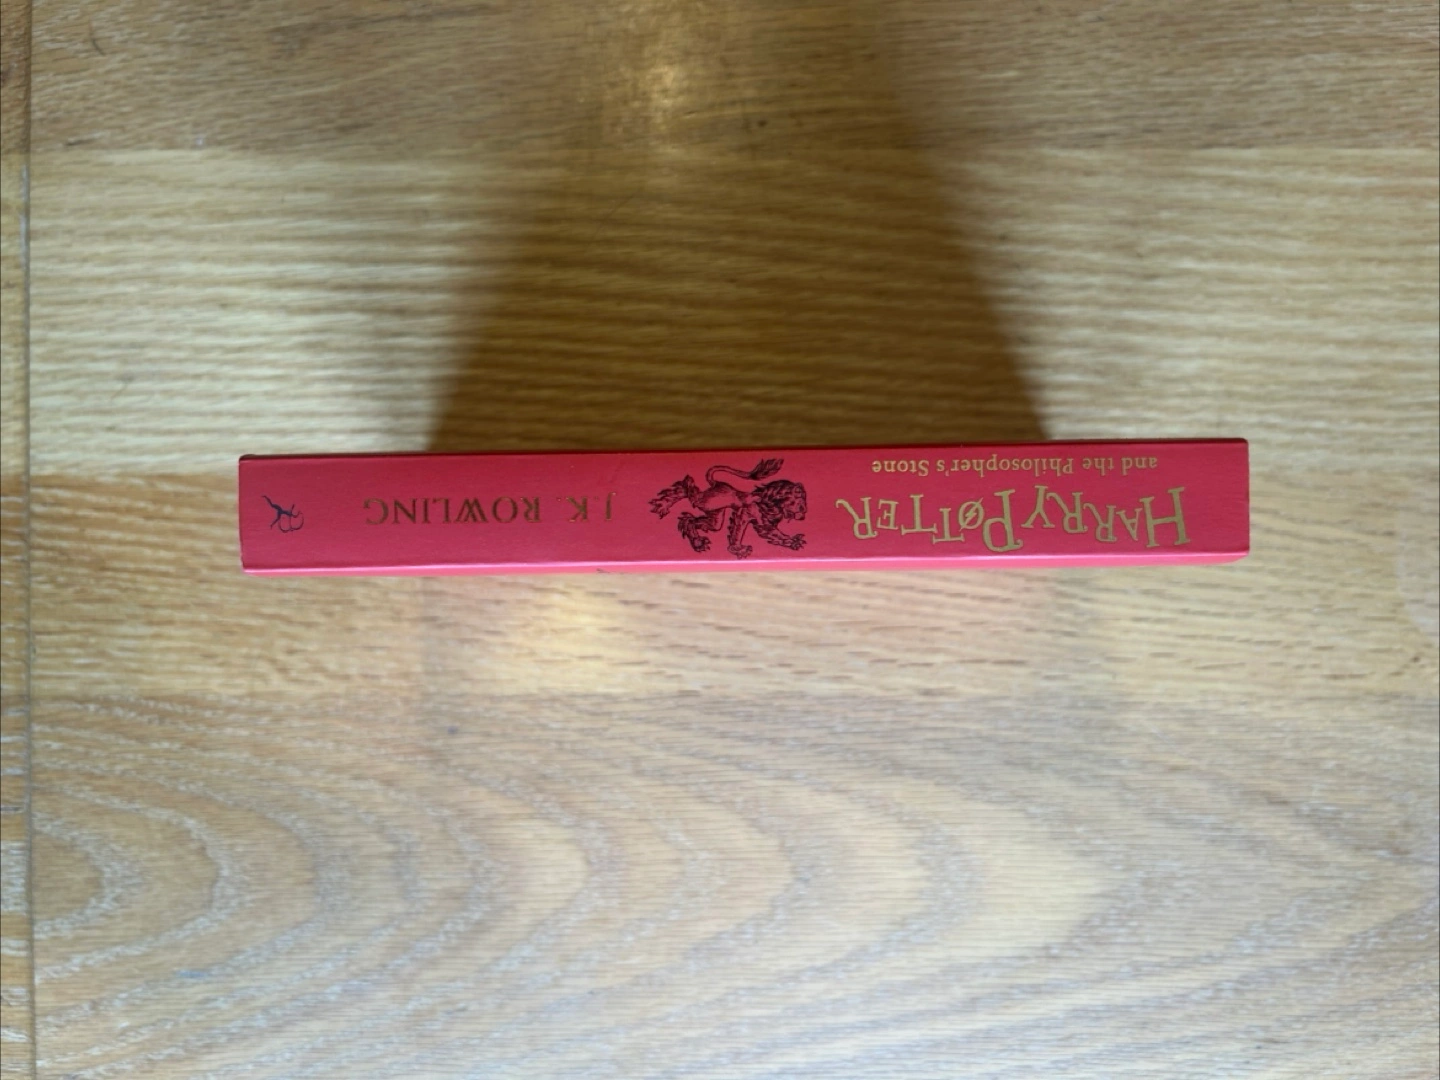 HARRY POTTER
and the Philosopher's Stone
J.K. ROWLING